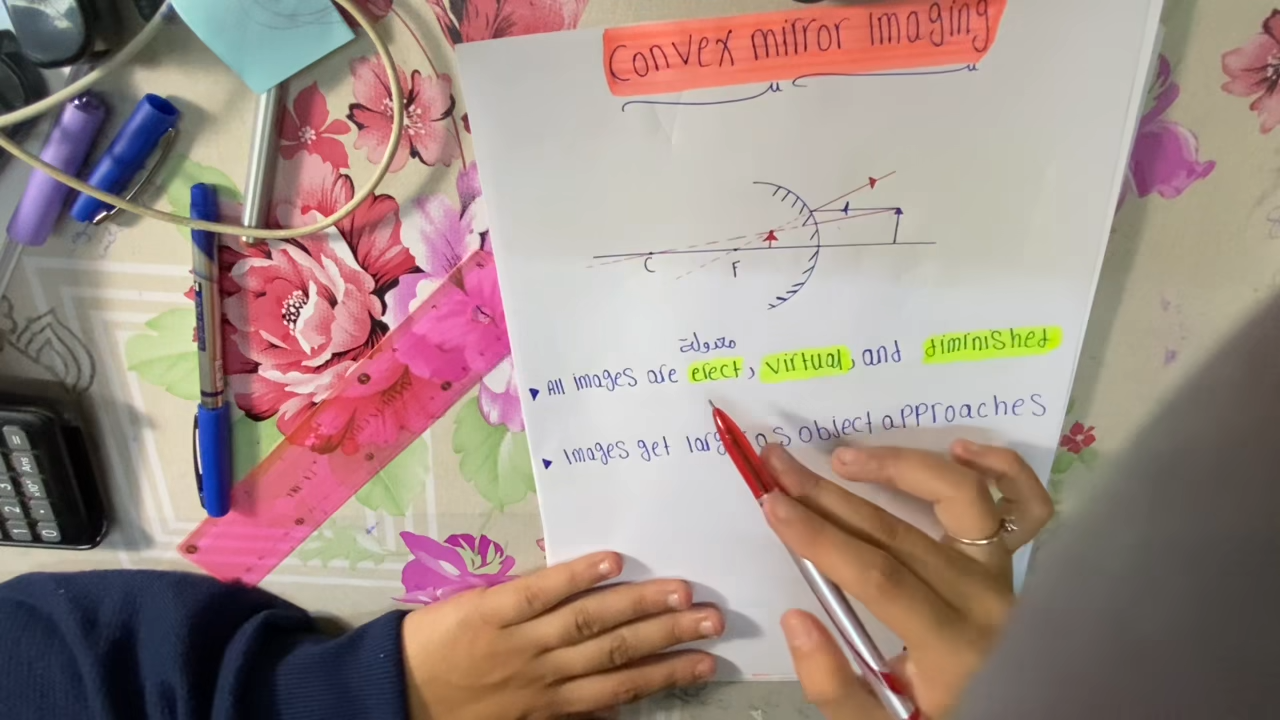 Convex mirror Imaging
C
F
معتدلة
All images are erect, virtual, and diminished
Images get larg as object approaches